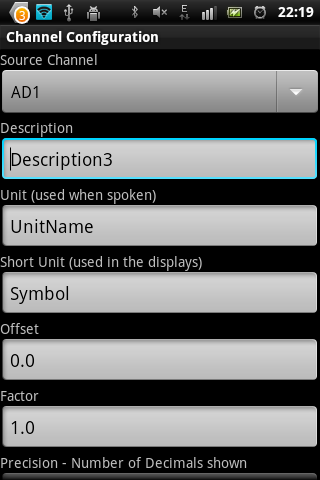 3 E 22:19
Channel Configuration
Source Channel
AD1
Description
Description3
Unit (used when spoken)
UnitName
Short Unit (used in the displays)
Symbol
Offset
0.0
Factor
1.0
Precision - Number of Decimals shown